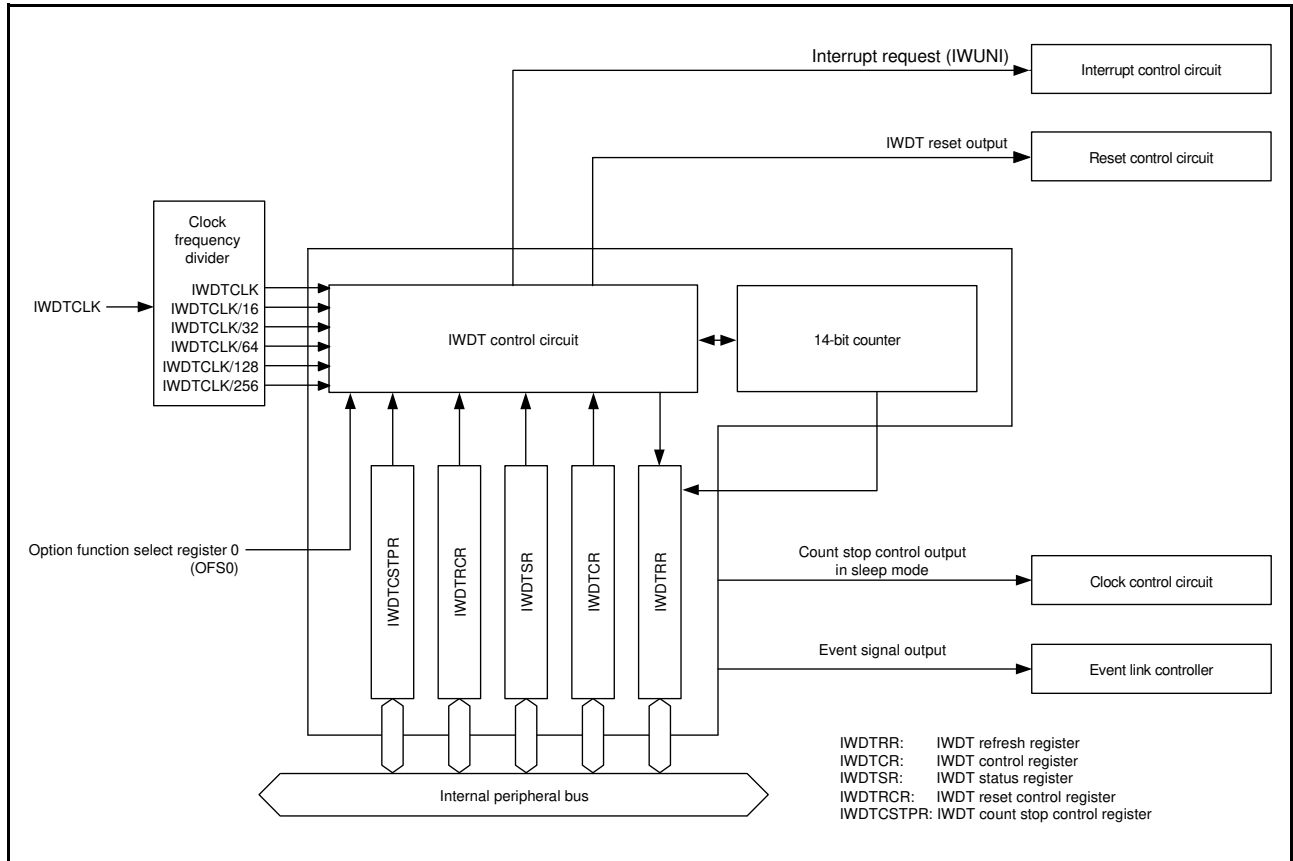 Interrupt request (IWUNI)
Interrupt control circuit
IWDT reset output
Reset control circuit
Clock
frequency
divider
IWDTCLK
IWDTCLK
IWDTCLK/16
IWDTCLK/32
IWDTCLK/64
IWDTCLK/128
IWDTCLK/256
IWDT control circuit
14-bit counter
Option function select register 0
(OFS0)
IWDTCSTPR
IWDTRCR
IWDTSR
IWDTCR
IWDTRR
Count stop control output
in sleep mode
Clock control circuit
Event signal output
Event link controller
Internal peripheral bus
IWDTRR: IWDT refresh register
IWDTCR: IWDT control register
IWDTSR: IWDT status register
IWDTRCR: IWDT reset control register
IWDTCSTPR: IWDT count stop control register